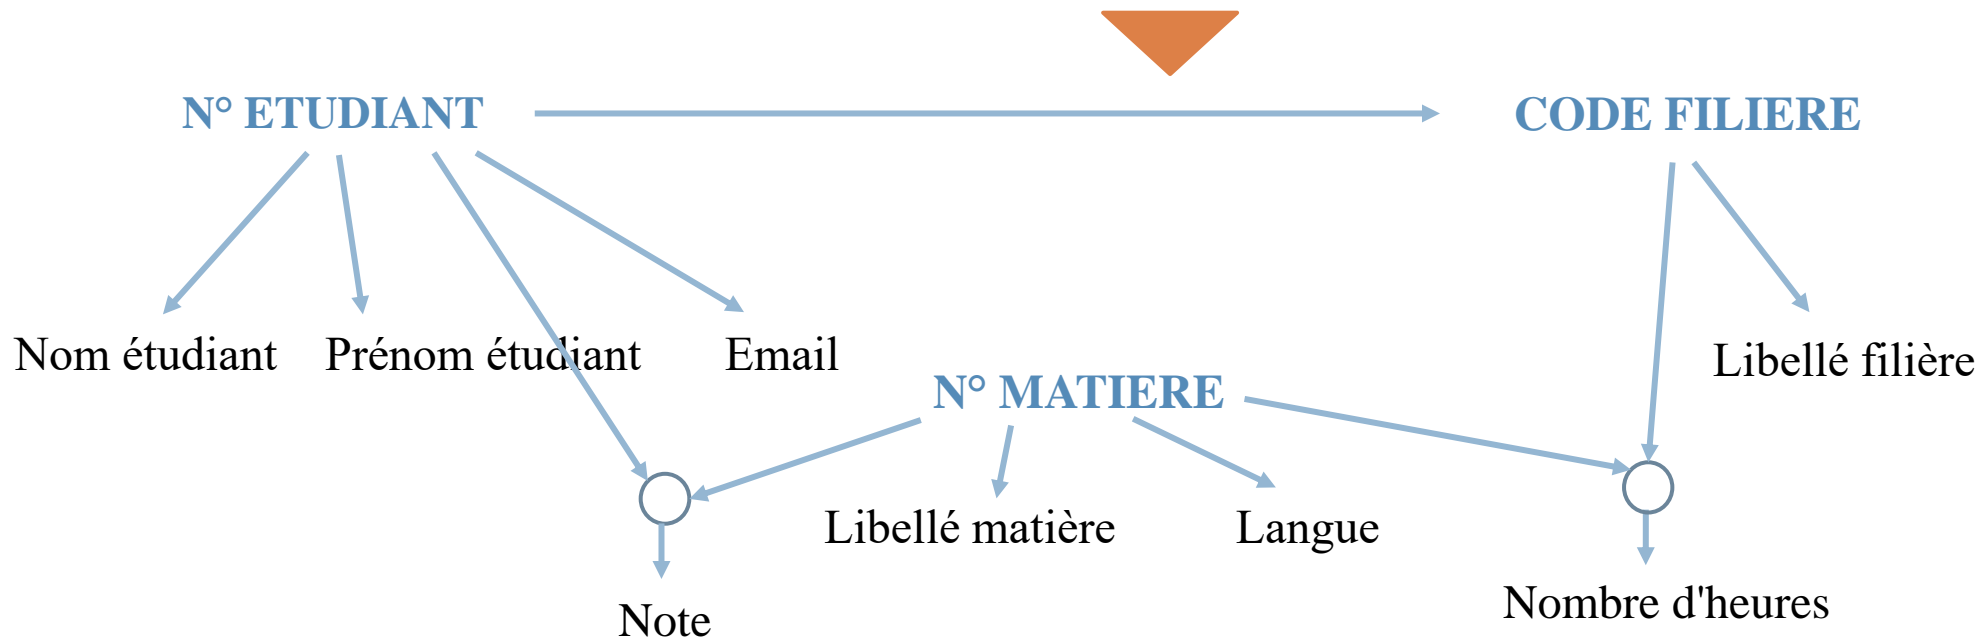 N° ETUDIANT
CODE FILIERE
Nom étudiant
Prénom étudiant
Email
Libellé filière
N° MATIERE
Libellé matière
Langue
Nombre d'heures
Note